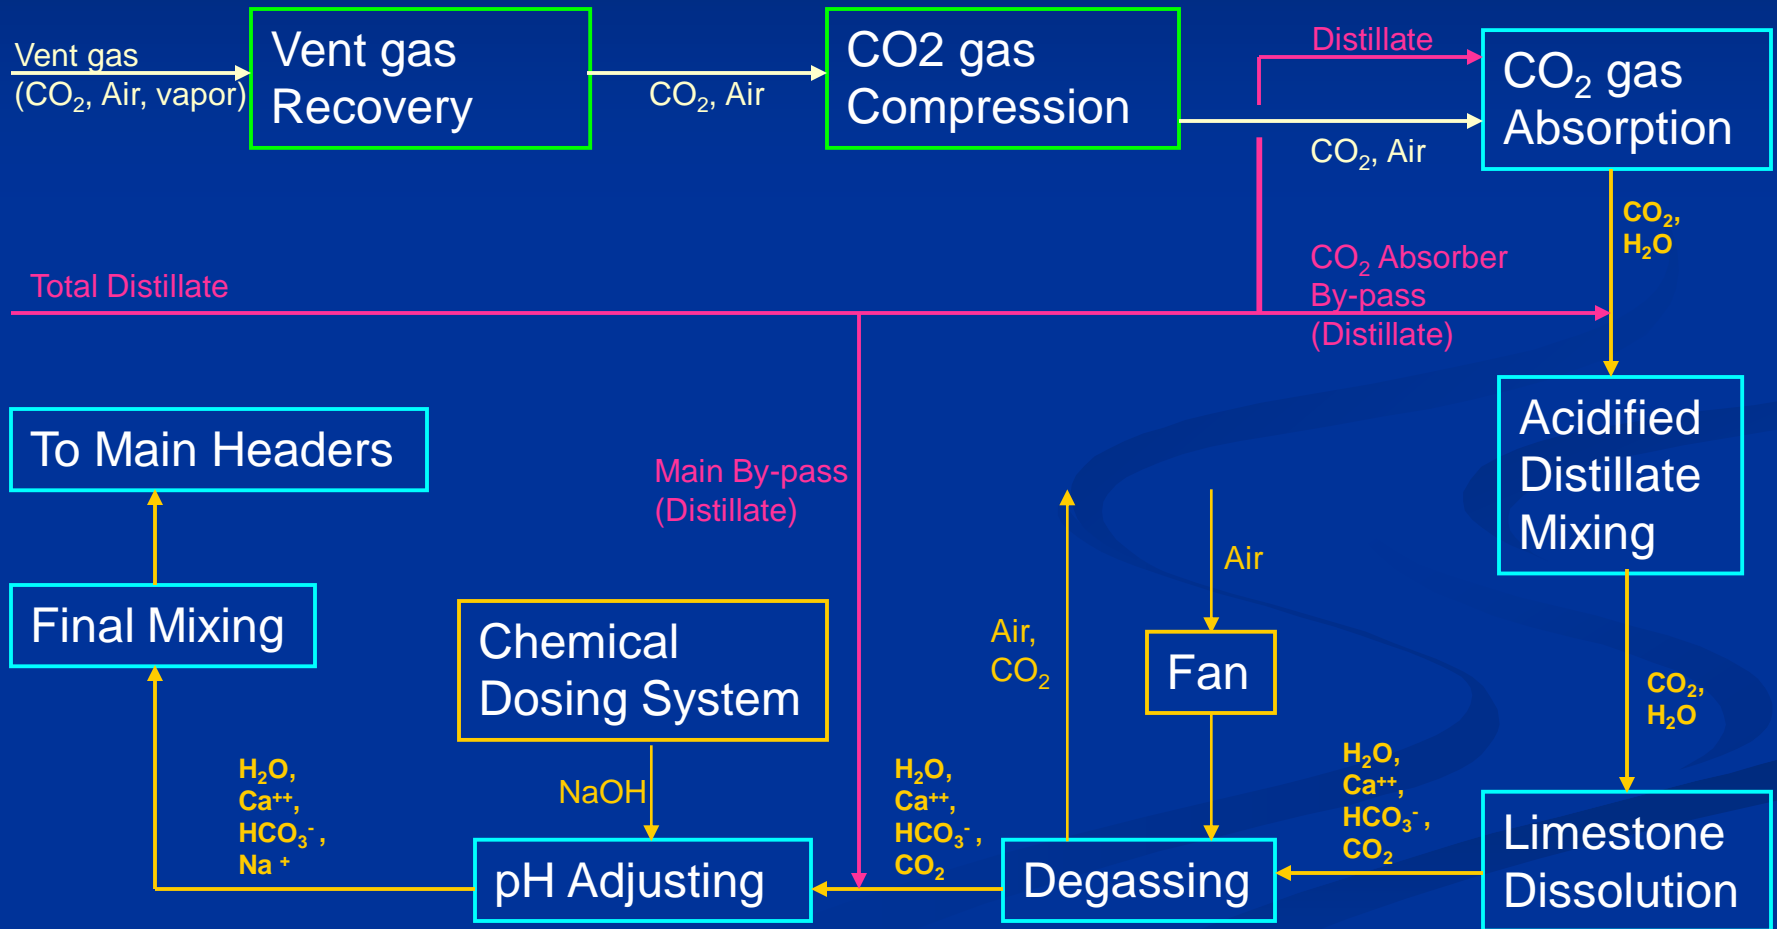 Vent gas
(CO₂, Air, vapor)
Vent gas
Recovery
CO₂, Air
CO2 gas
Compression
Distillate
CO₂, Air
CO₂ gas
Absorption
CO₂,
H₂O
Total Distillate
CO₂ Absorber
By-pass
(Distillate)
To Main Headers
Main By-pass
(Distillate)
Acidified
Distillate
Mixing
Air
Final Mixing
Chemical
Dosing System
Air,
CO₂
Fan
CO₂,
H₂O
H₂O,
Ca⁺⁺,
HCO₃⁻,
Na ⁺
NaOH
H₂O,
Ca⁺⁺,
HCO₃⁻,
CO₂
H₂O,
Ca⁺⁺,
HCO₃⁻,
CO₂
pH Adjusting
Degassing
Limestone
Dissolution